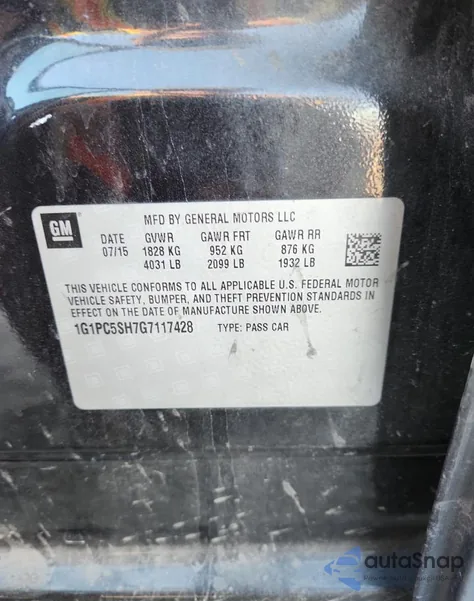 GM
MFD BY GENERAL MOTORS LLC
DATE GVWR GAWR FRT GAWR RR
07/15 1828 KG 952 KG 876 KG
4031 LB 2099 LB 1932 LB
THIS VEHICLE CONFORMS TO ALL APPLICABLE U.S. FEDERAL MOTOR
VEHICLE SAFETY, BUMPER, AND THEFT PREVENTION STANDARDS IN
EFFECT ON THE DATE OF MANUFACTURE SHOWN ABOVE.
1G1PC5SH7G7117428 TYPE: PASS CAR
autoSnap